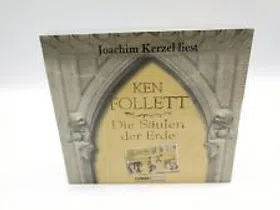 Joachim Kerzel liest
KEN
FOLLETT
Die Säulen
der Erde